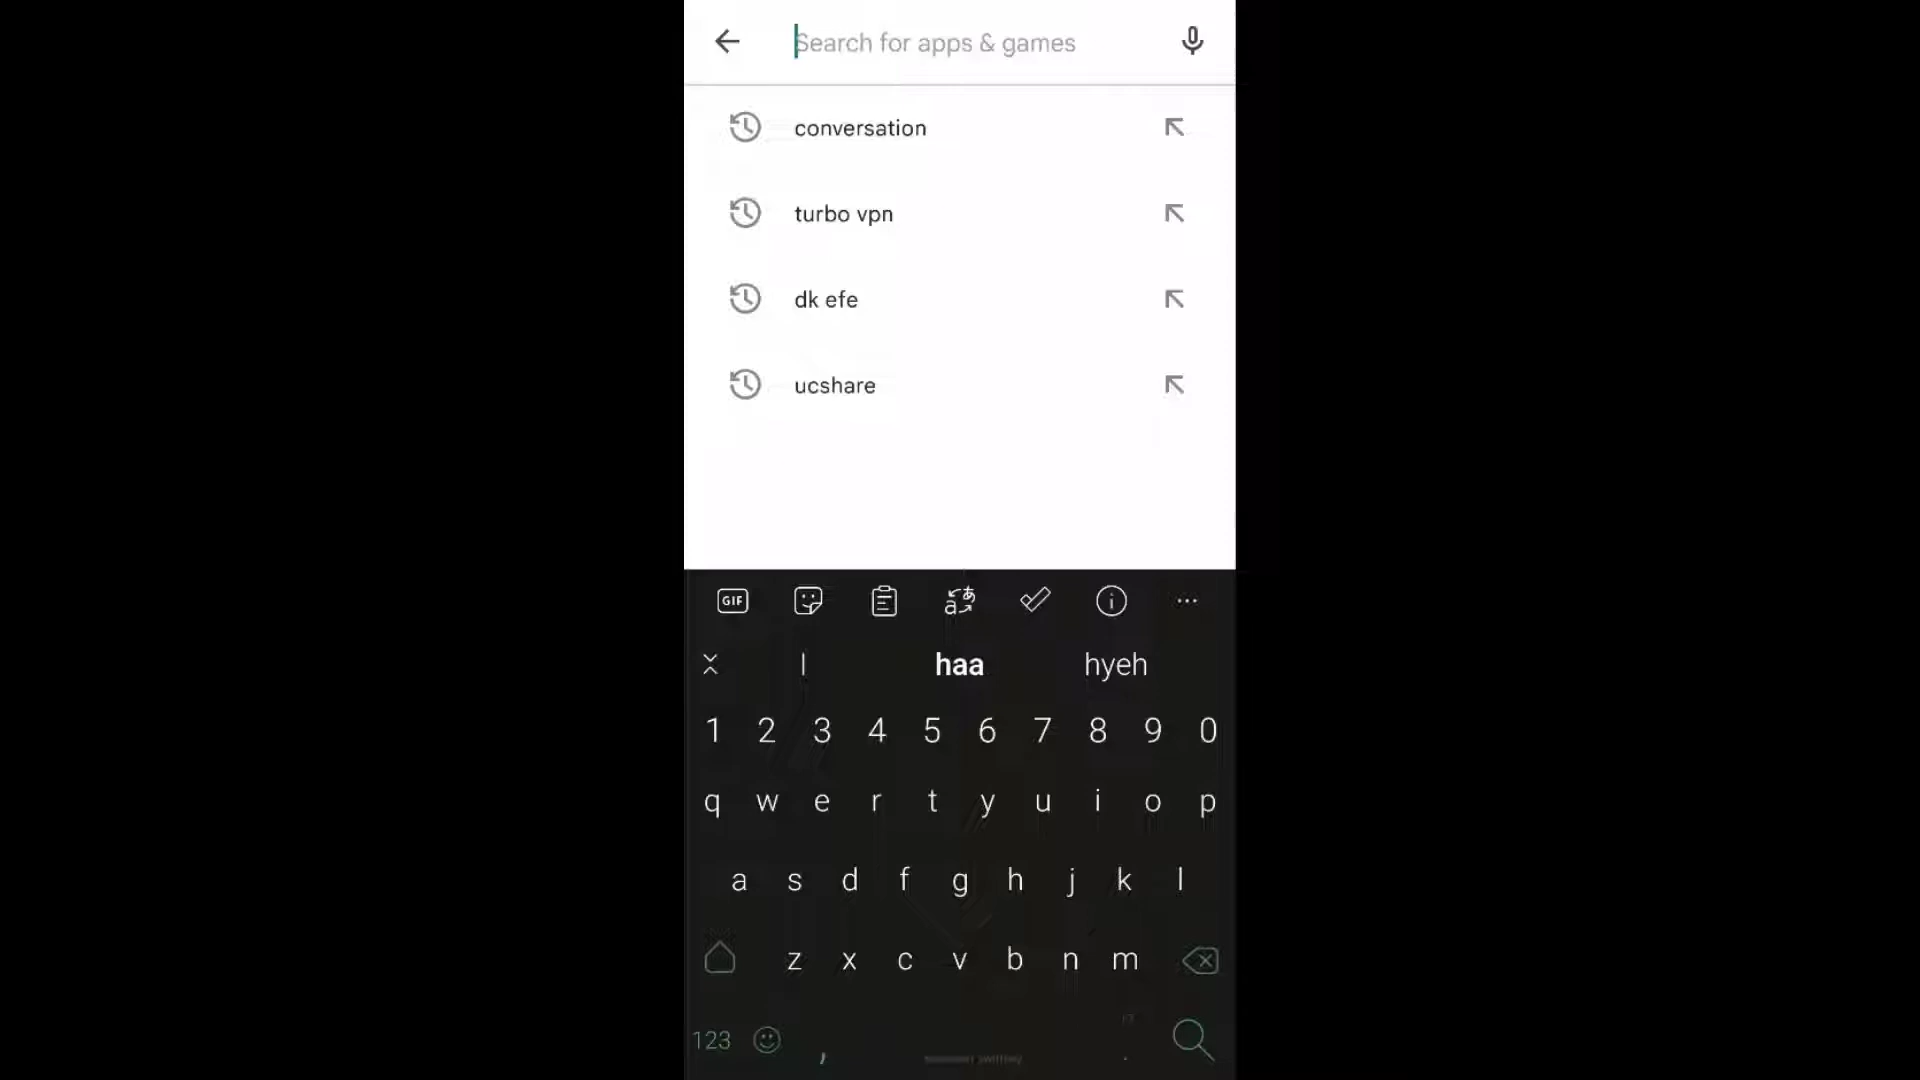 Search for apps & games
conversation
turbo vpn
dk efe
ucshare
GIF
I haa hyeh
1 2 3 4 5 6 7 8 9 0
q w e r t y u i o p
a s d f g h j k l
z x c v b n m
123 , .